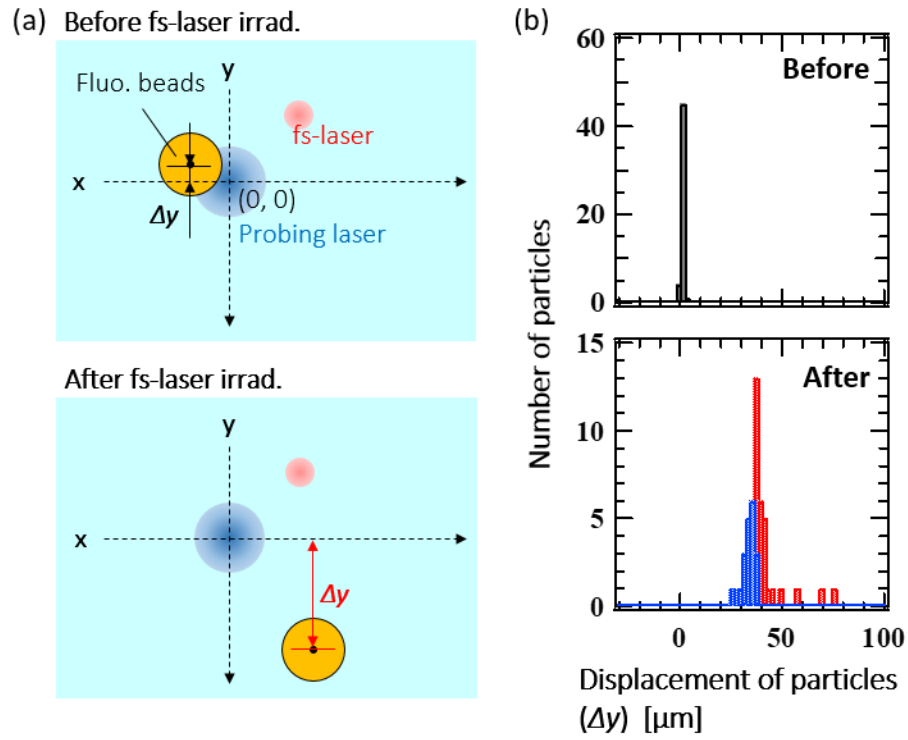 (a) Before fs-laser irrad.
y
Fluo. beads
fs-laser
x
(0, 0)
Δy
Probing laser
After fs-laser irrad.
y
x
Δy
(b)
60
Before
40
20
0
Number of particles
15
After
10
5
0
0 50 100
Displacement of particles
(Δy) [μm]